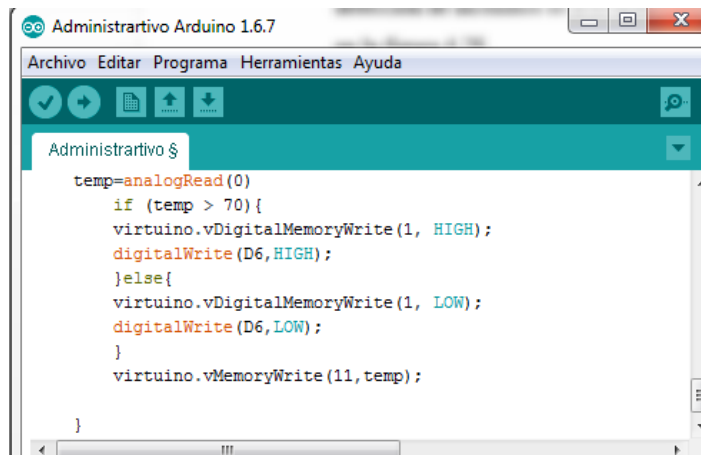 Administrartivo Arduino 1.6.7
Archivo Editar Programa Herramientas Ayuda
Administrartivo §
temp=analogRead(0)
if (temp > 70){
virtuino.vDigitalMemoryWrite(1, HIGH);
digitalWrite(D6,HIGH);
}else{
virtuino.vDigitalMemoryWrite(1, LOW);
digitalWrite(D6,LOW);
}
virtuino.vMemoryWrite(11,temp);
}